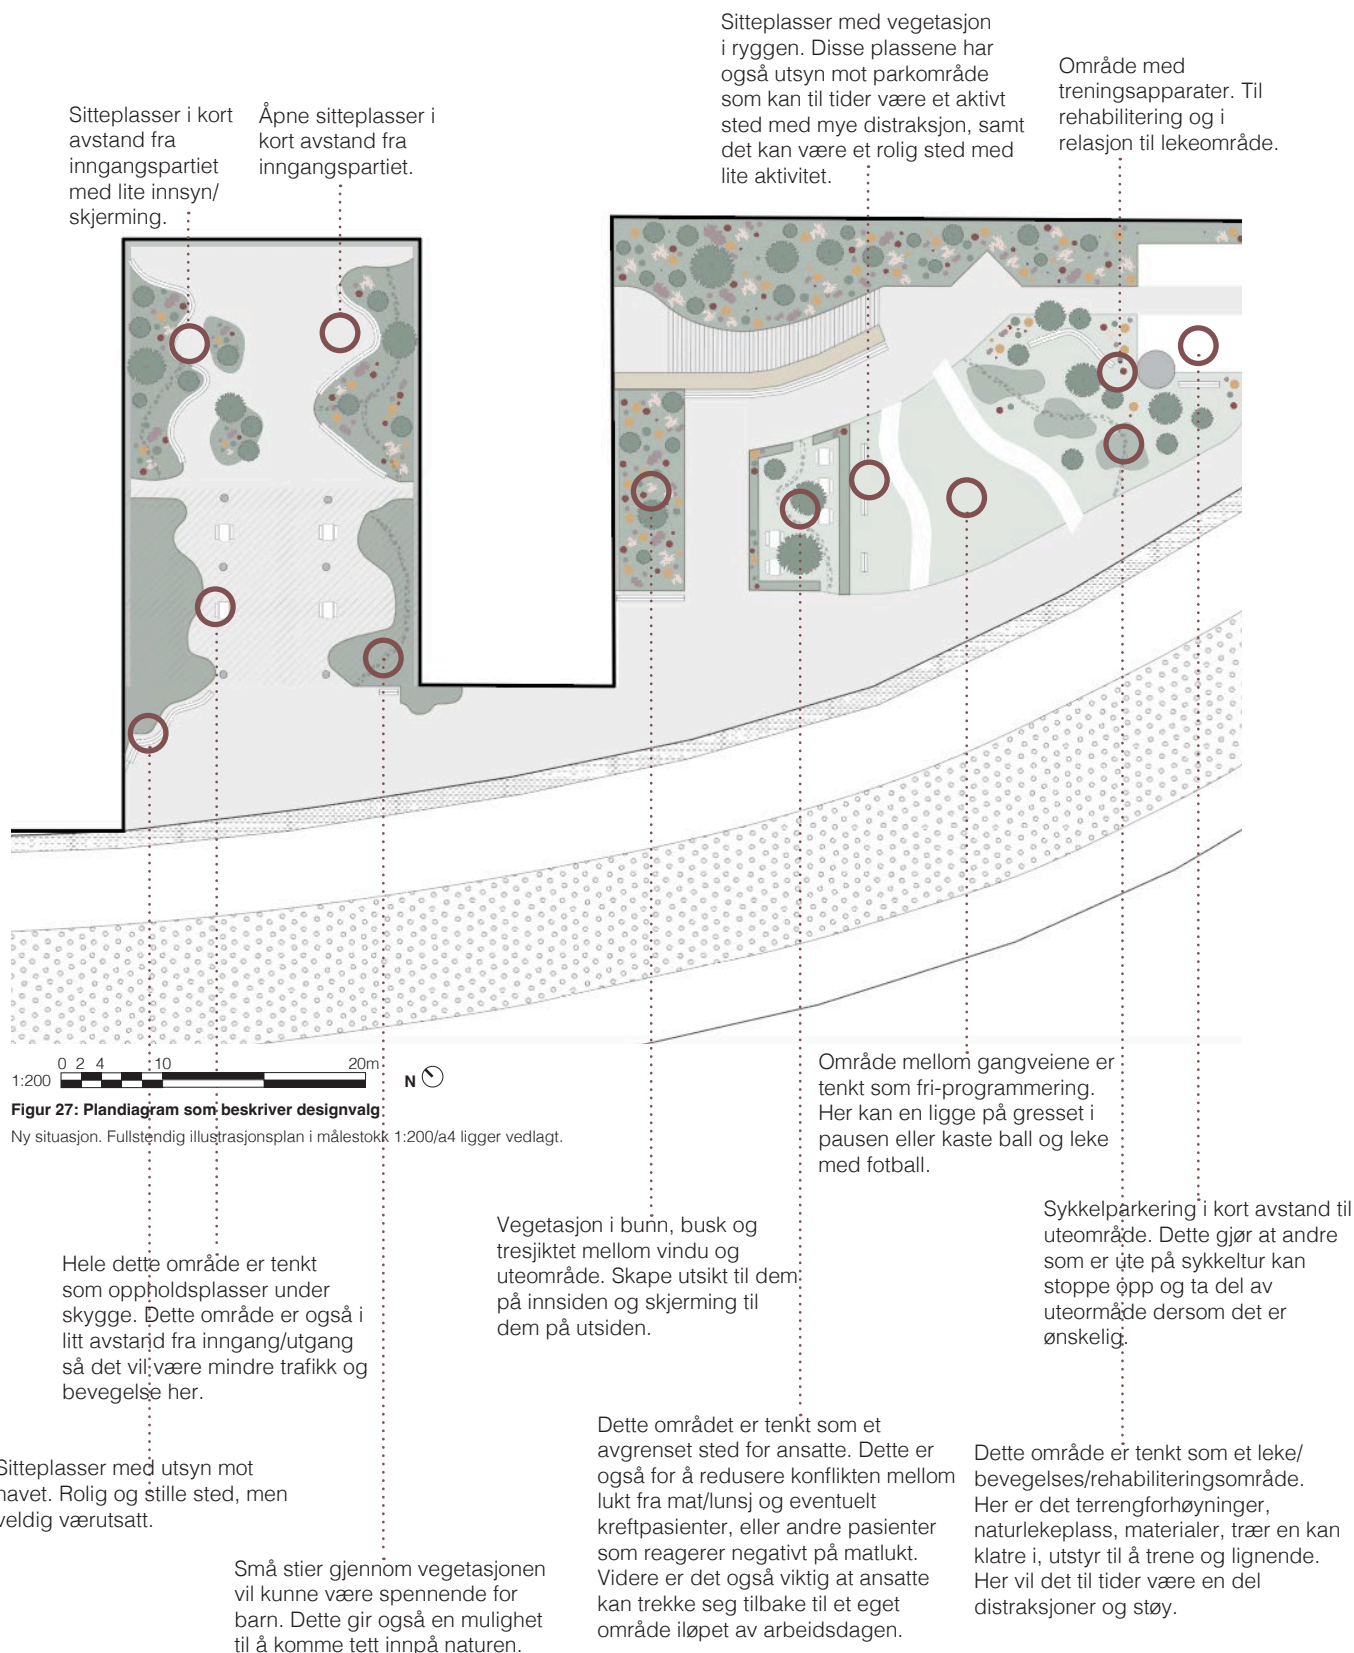 Sitteplasser i kort
avstand fra
inngangspartiet
med lite innsyn/
skjerming.
Åpne sitteplasser i
kort avstand fra
inngangspartiet.
Sitteplasser med vegetasjon
i ryggen. Disse plassene har
også utsyn mot parkområde
som kan til tider være et aktivt
sted med mye distraksjon, samt
det kan være et rolig sted med
lite aktivitet.
Område med
treningsapparater. Til
rehabilitering og i
relasjon til lekeområde.
0 2 4 10 20m
1:200
N
Figur 27: Plandiagram som beskriver designvalg
Ny situasjon. Fullstendig illustrasjonsplan i målestokk 1:200/a4 ligger vedlagt.
Område mellom gangveiene er
tenkt som fri-programmering.
Her kan en ligge på gresset i
pausen eller kaste ball og leke
med fotball.
Sykkelparkering i kort avstand til
uteområde. Dette gjør at andre
som er ute på sykkeltur kan
stoppe opp og ta del av
uteormåde dersom det er
ønskelig.
Vegetasjon i bunn, busk og
tresjiktet mellom vindu og
uteområde. Skape utsikt til dem
på innsiden og skjerming til
dem på utsiden.
Hele dette område er tenkt
som oppholdsplasser under
skygge. Dette område er også i
litt avstand fra inngang/utgang
så det vil være mindre trafikk og
bevegelse her.
Sitteplasser med utsyn mot
havet. Rolig og stille sted, men
veldig værutsatt.
Små stier gjennom vegetasjonen
vil kunne være spennende for
barn. Dette gir også en mulighet
til å komme tett innpå naturen.
Dette området er tenkt som et
avgrenset sted for ansatte. Dette er
også for å redusere konflikten mellom
lukt fra mat/lunsj og eventuelt
kreftpasienter, eller andre pasienter
som reagerer negativt på matlukt.
Videre er det også viktig at ansatte
kan trekke seg tilbake til et eget
område iløpet av arbeidsdagen.
Dette område er tenkt som et leke/
bevegelses/rehabiliteringsområde.
Her er det terrengforhøyninger,
naturlekeplass, materialer, trær en kan
klatre i, utstyr til å trene og lignende.
Her vil det til tider være en del
distraksjoner og støy.